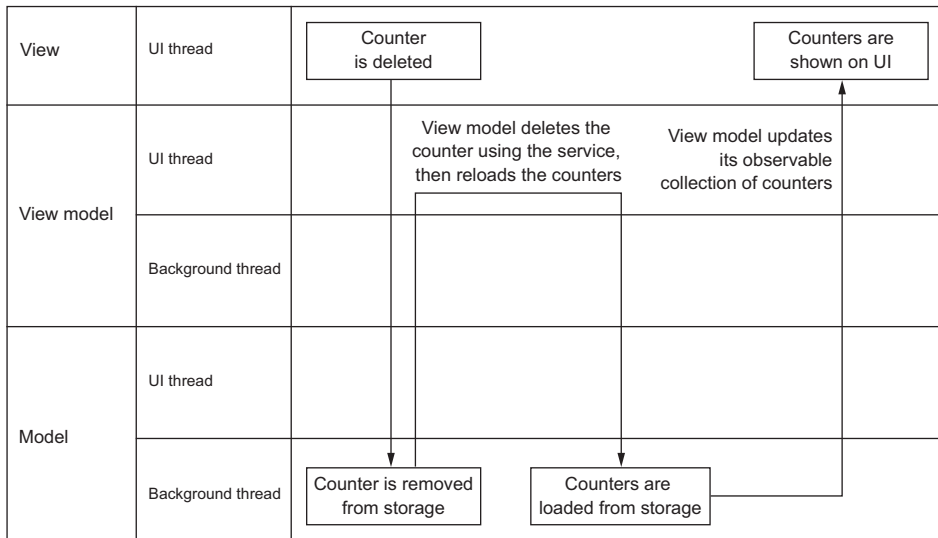 View
UI thread
Counter
is deleted
Counters are
shown on UI
View model
UI thread
View model deletes the
counter using the service,
then reloads the counters
View model updates
its observable
collection of counters
Background thread
Model
UI thread
Background thread
Counter is removed
from storage
Counters are
loaded from storage